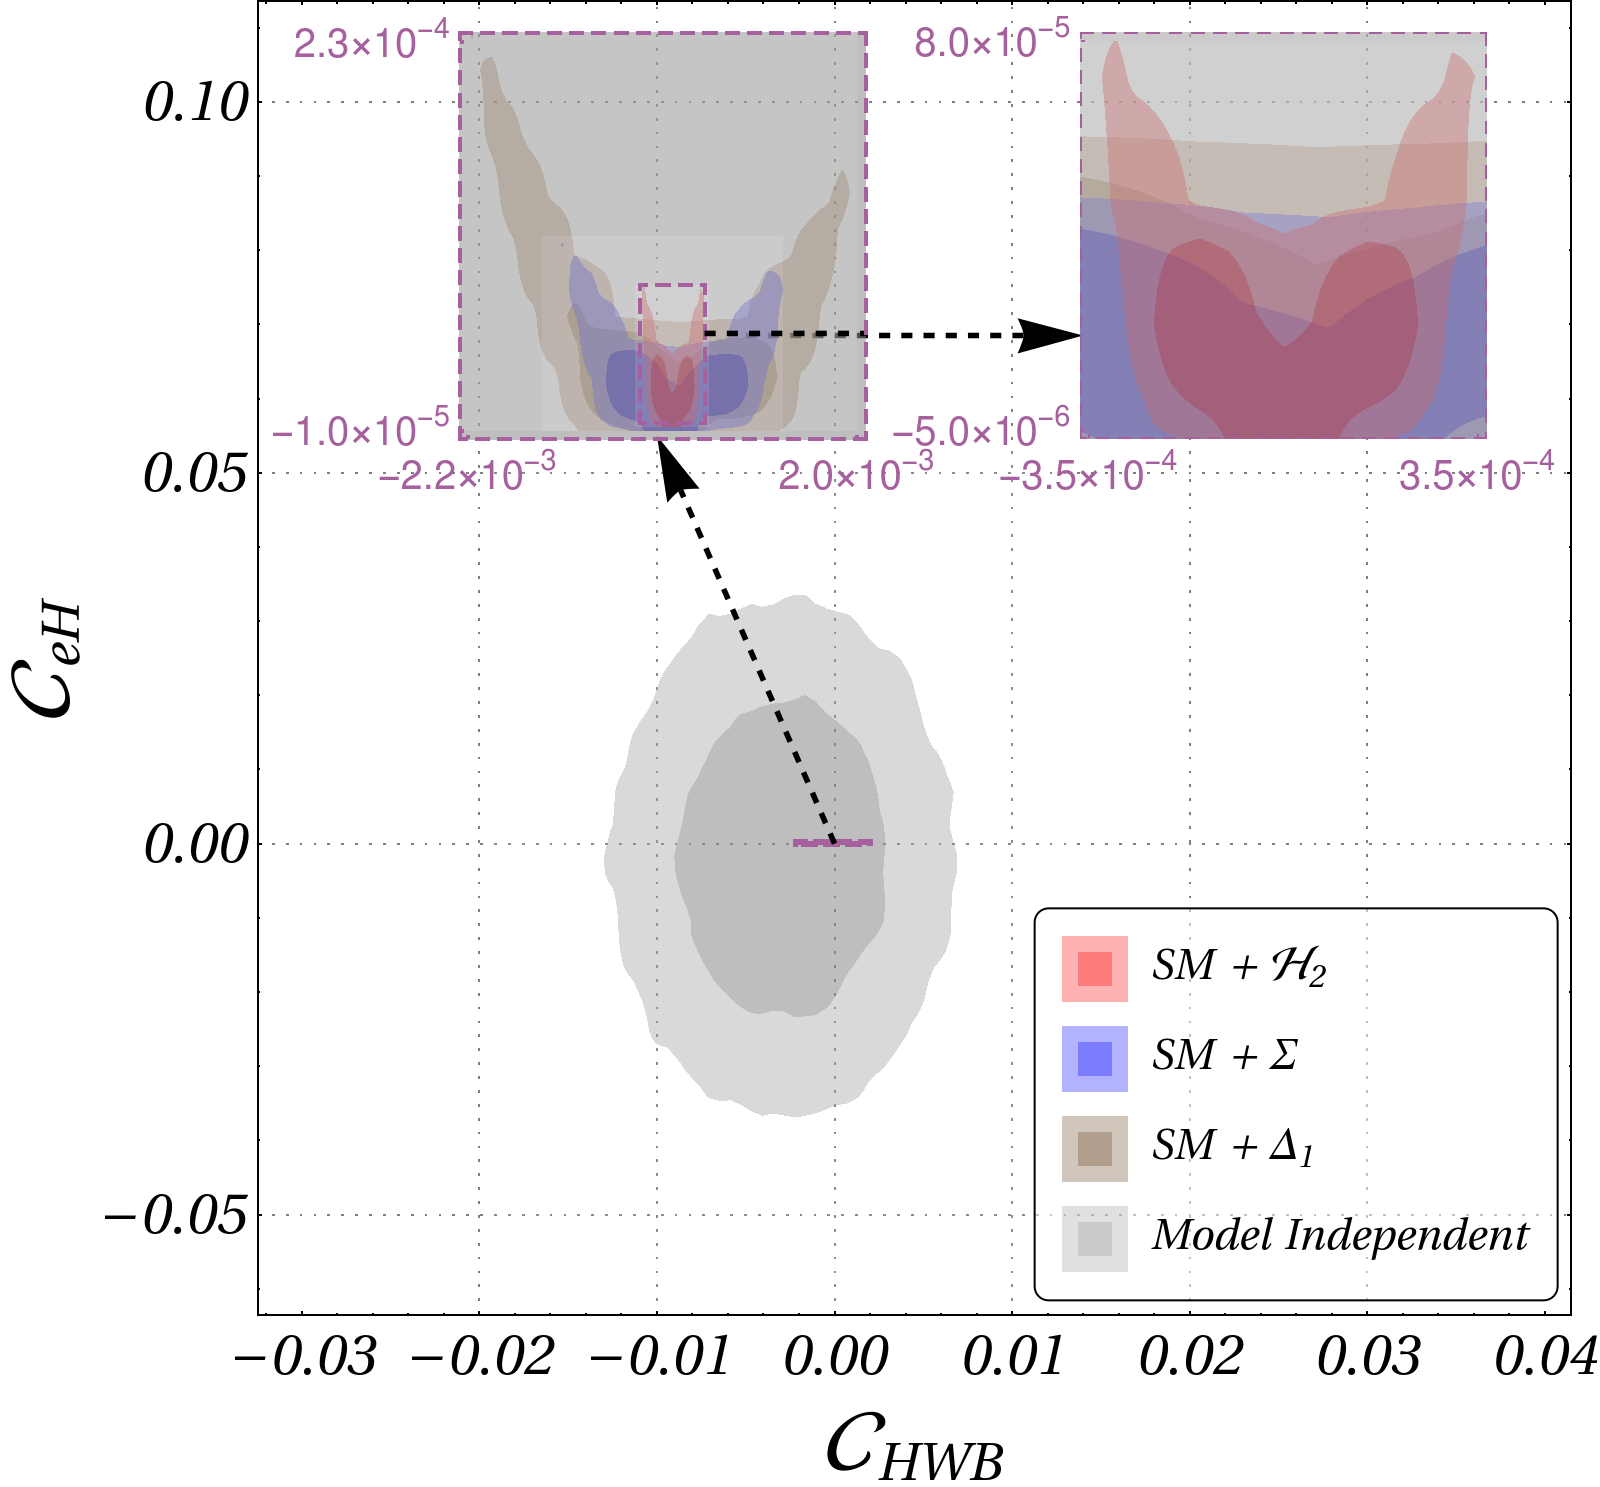 2.3×10⁻⁴
8.0×10⁻⁵
0.10
−1.0×10⁻⁵
−5.0×10⁻⁶
0.05
−2.2×10⁻³
2.0×10⁻³
−3.5×10⁻⁴
3.5×10⁻⁴
𝒞eH
0.00
−0.05
SM + ℋ₂
SM + Σ
SM + Δ₁
Model Independent
−0.03 −0.02 −0.01 0.00 0.01 0.02 0.03 0.04
𝒞HWB